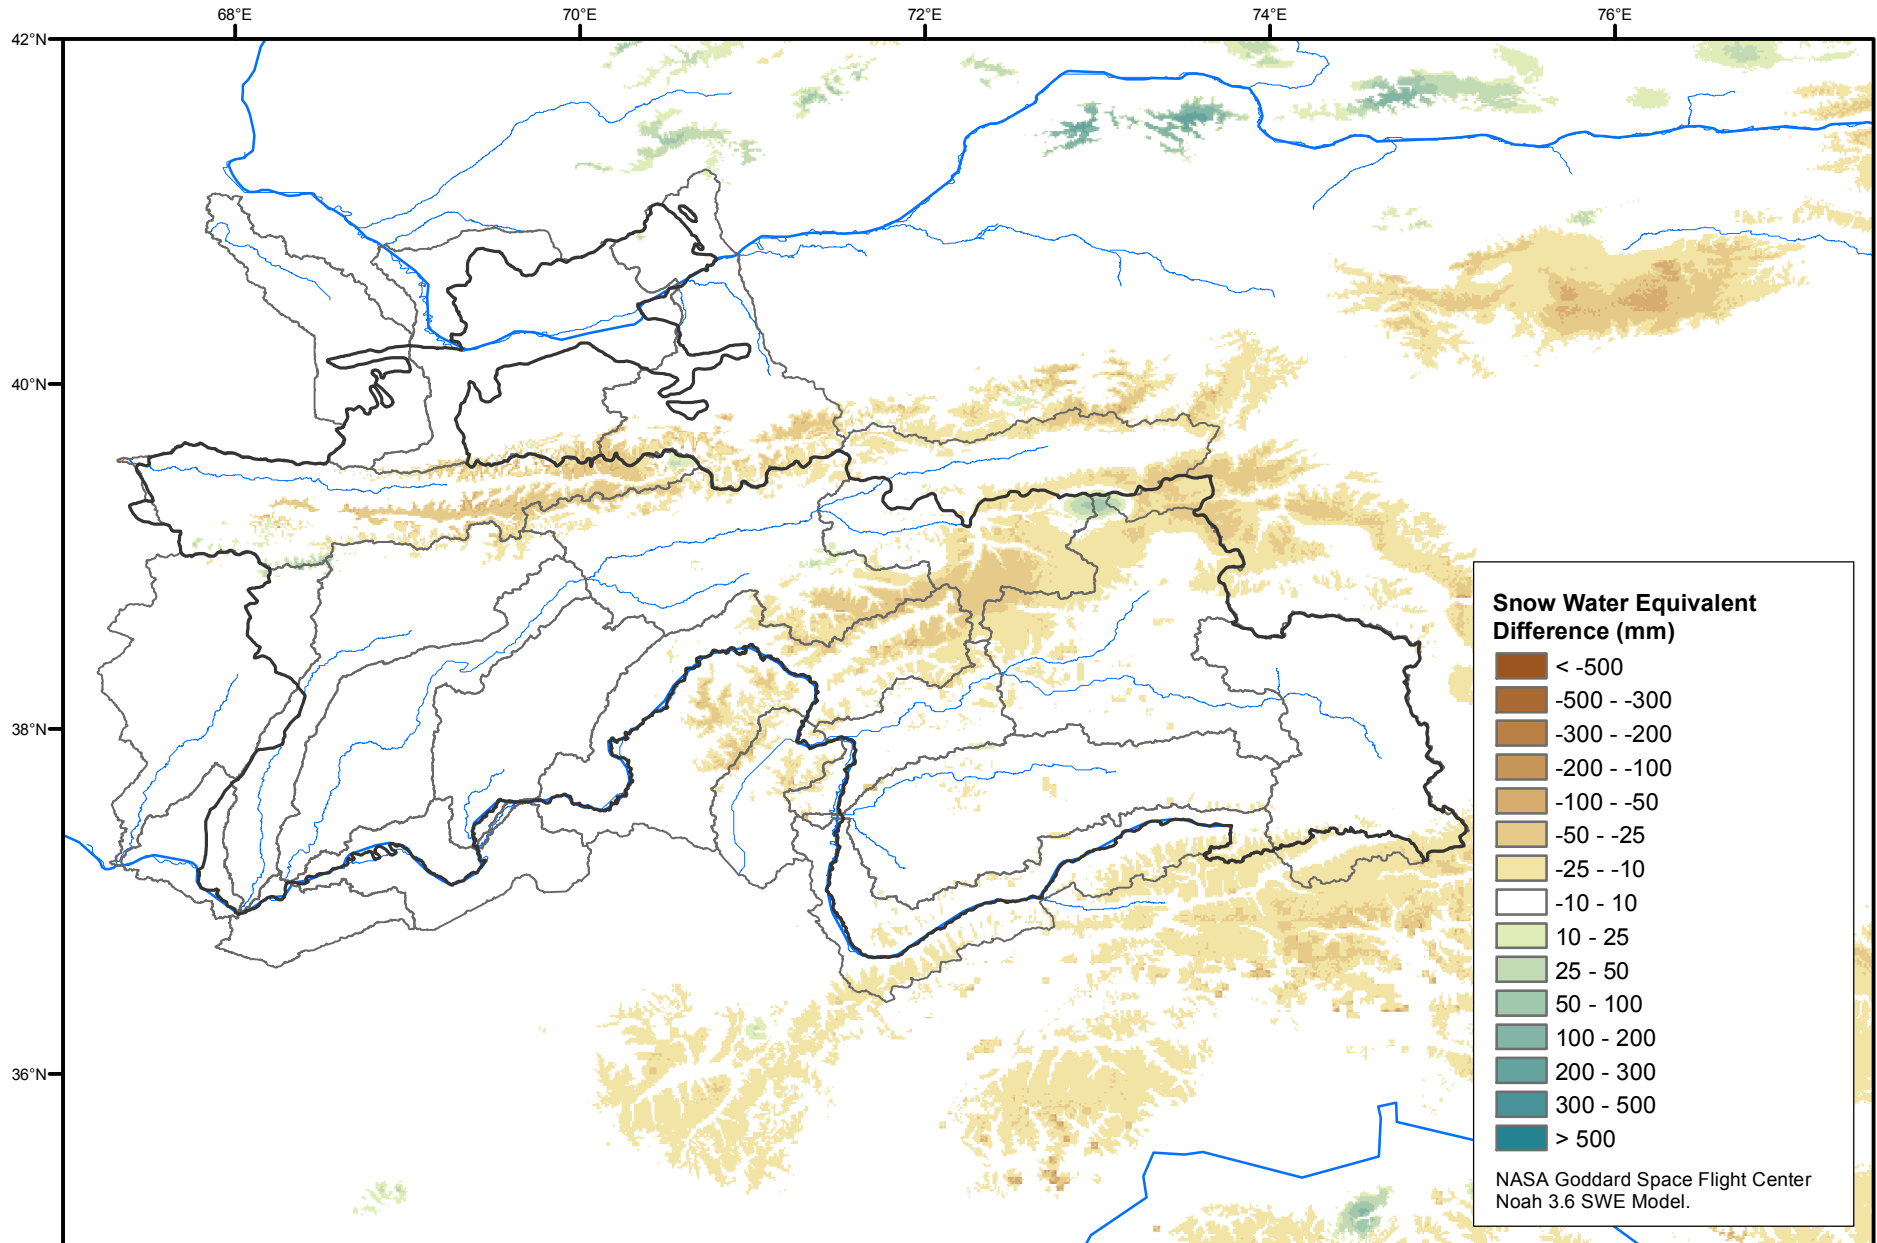 68°E
70°E
72°E
74°E
76°E
42°N
40°N
38°N
36°N
Snow Water Equivalent
Difference (mm)
< -500
-500 - -300
-300 - -200
-200 - -100
-100 - -50
-50 - -25
-25 - -10
-10 - 10
10 - 25
25 - 50
50 - 100
100 - 200
200 - 300
300 - 500
> 500
NASA Goddard Space Flight Center
Noah 3.6 SWE Model.